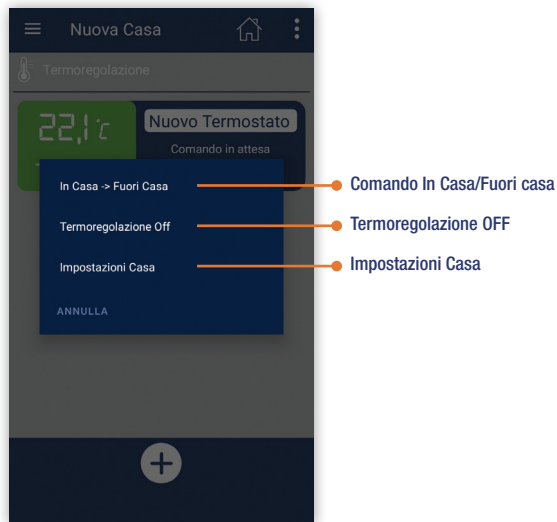 Nuova Casa
Termoregolazione
22,1 °C
Nuovo Termostato
Comando in attesa
In Casa -> Fuori Casa
Comando In Casa/Fuori casa
Termoregolazione Off
Termoregolazione OFF
Impostazioni Casa
Impostazioni Casa
ANNULLA